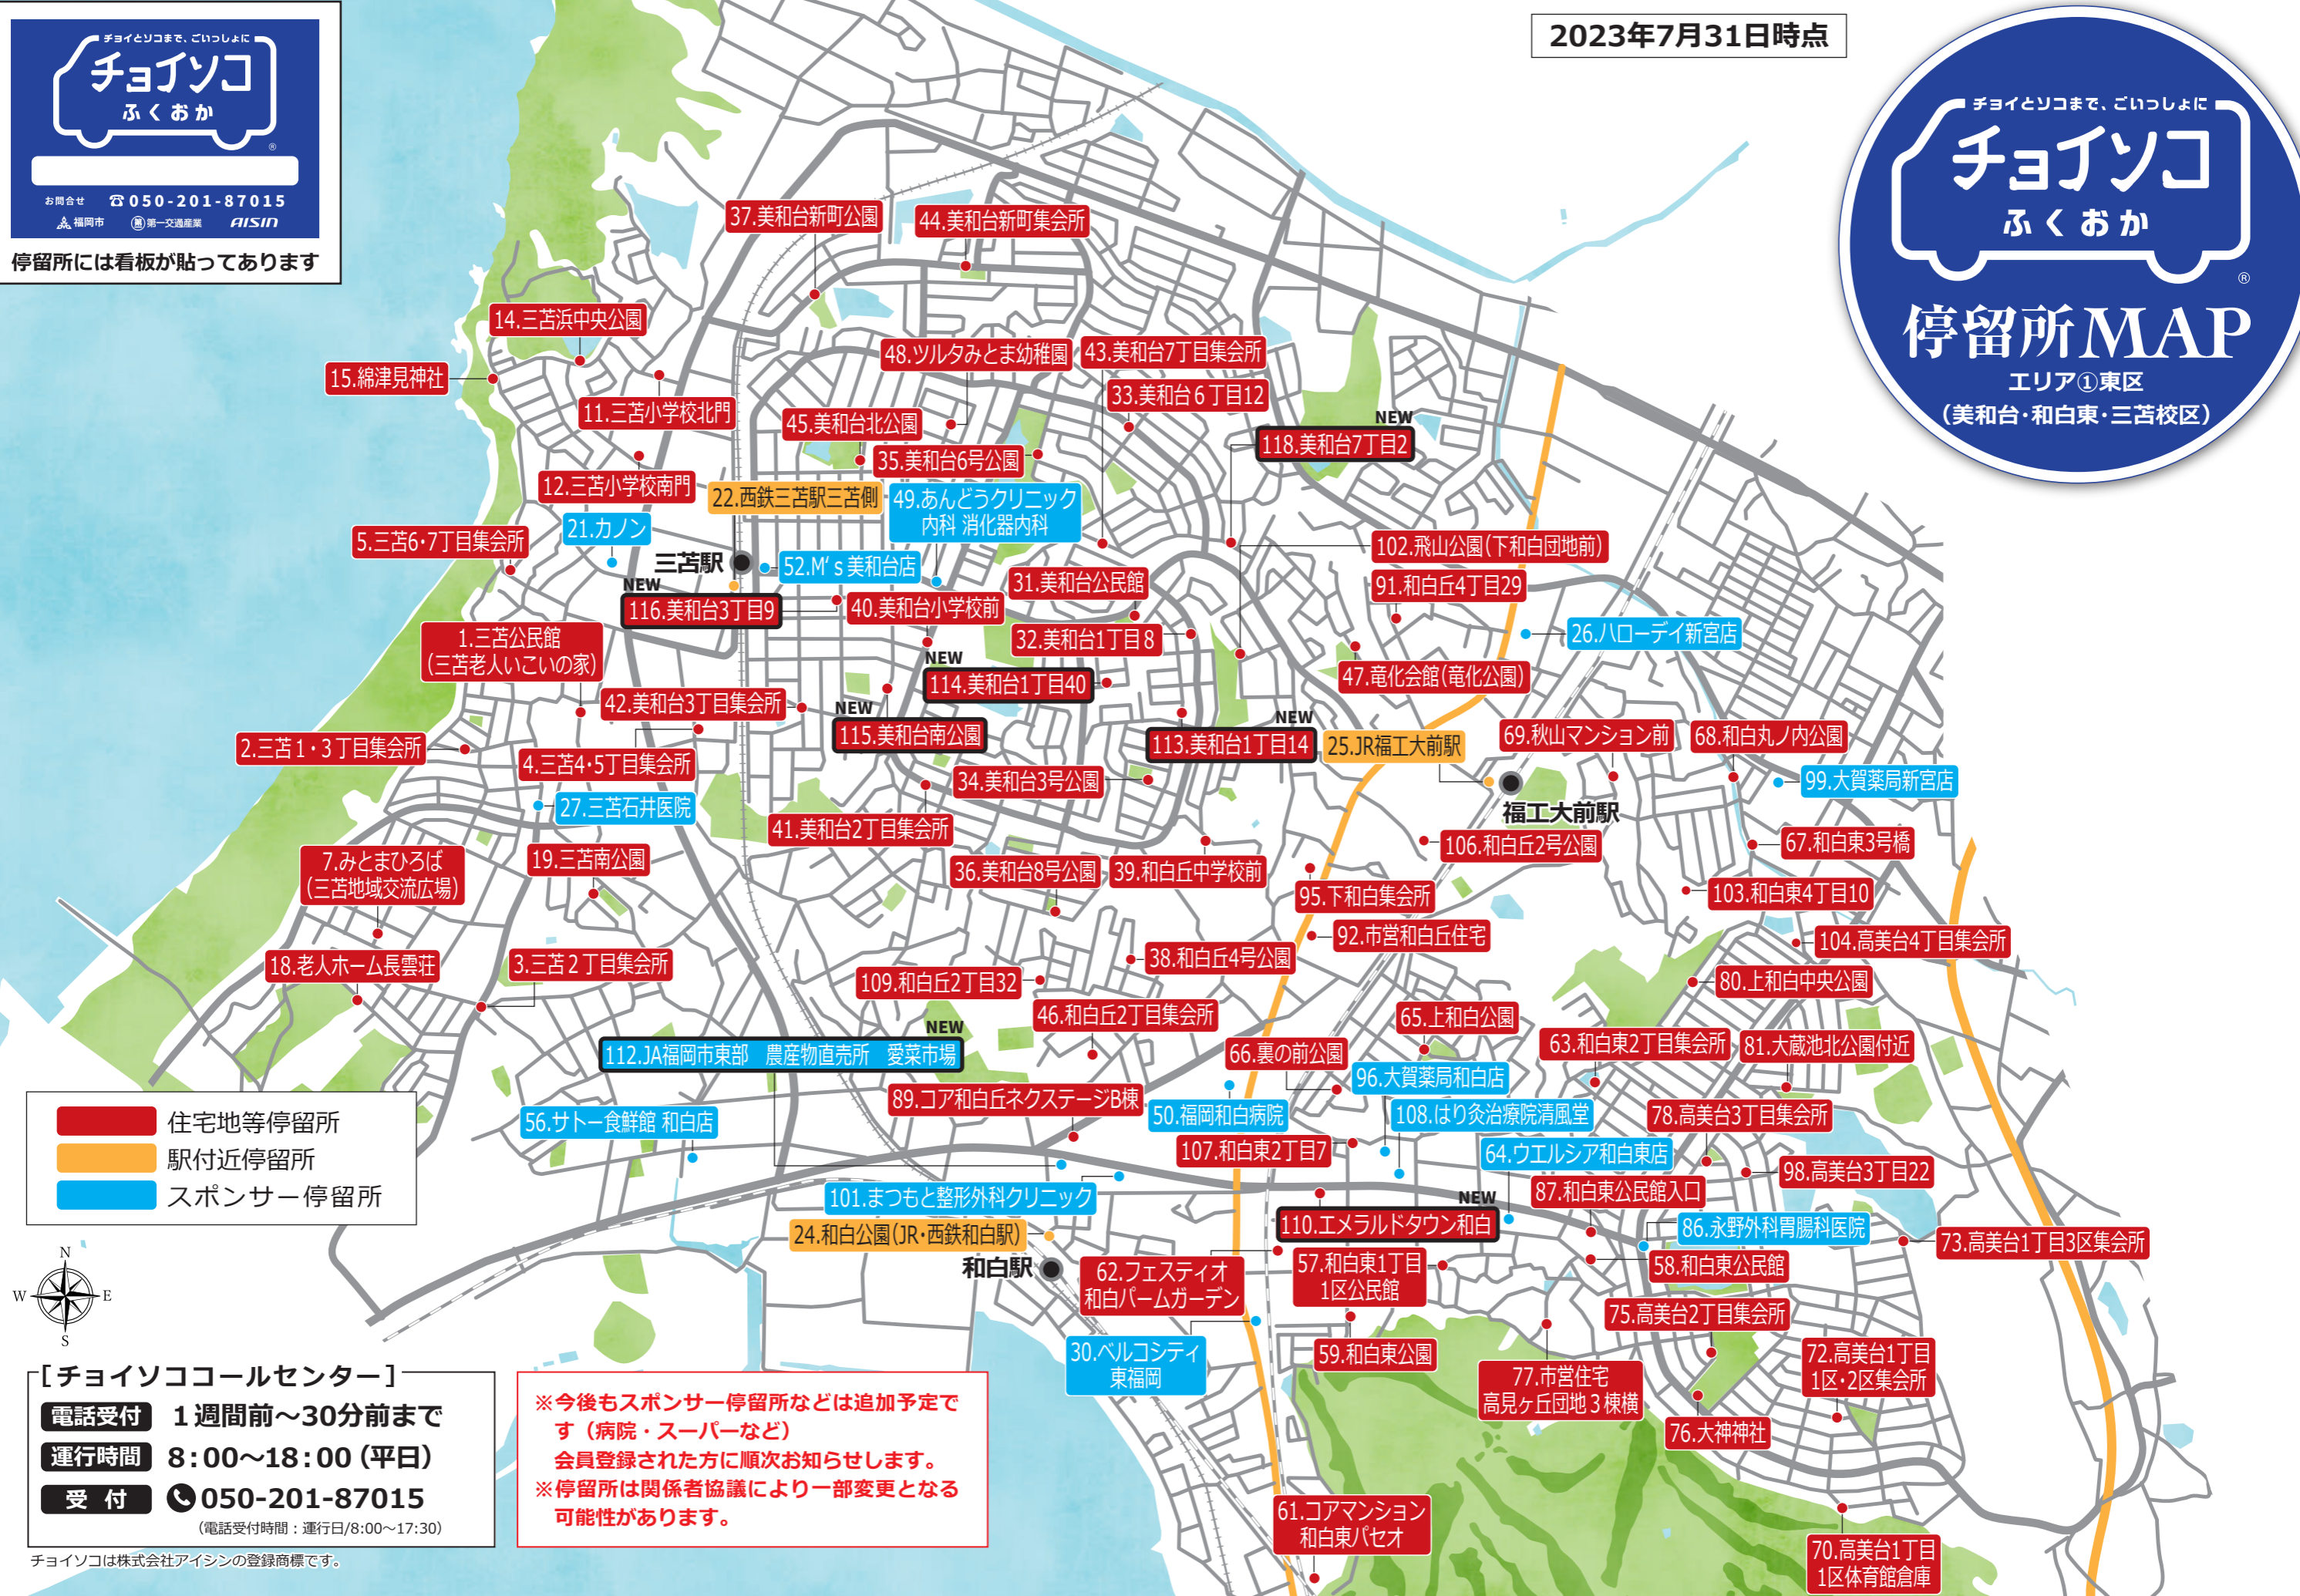 チョイとソコまで、ごいっしょに
チョイソコ
ふくおか
®
お問合せ ☎050-201-87015
福岡市 第一交通産業 AISIN
停留所には看板が貼ってあります
2023年7月31日時点
チョイとソコまで、ごいっしょに
チョイソコ
ふくおか
®
停留所MAP
エリア①東区
(美和台・和白東・三苫校区)
37.美和台新町公園
44.美和台新町集会所
14.三苫浜中央公園
15.綿津見神社
11.三苫小学校北門
48.ツルタみとま幼稚園
43.美和台7丁目集会所
33.美和台6丁目12
45.美和台北公園
NEW
118.美和台7丁目2
35.美和台6号公園
12.三苫小学校南門
22.西鉄三苫駅三苫側
49.あんどうクリニック
内科 消化器内科
21.カノン
5.三苫6・7丁目集会所
102.飛山公園(下和白団地前)
三苫駅
52.M's 美和台店
31.美和台公民館
91.和白丘4丁目29
NEW
116.美和台3丁目9
40.美和台小学校前
26.ハローデイ新宮店
1.三苫公民館
(三苫老人いこいの家)
32.美和台1丁目8
NEW
114.美和台1丁目40
47.竜化会館(竜化公園)
42.美和台3丁目集会所
NEW
115.美和台南公園
NEW
113.美和台1丁目14
25.JR福工大前駅
69.秋山マンション前
68.和白丸ノ内公園
2.三苫1・3丁目集会所
4.三苫4・5丁目集会所
34.美和台3号公園
99.大賀薬局新宮店
27.三苫石井医院
福工大前駅
41.美和台2丁目集会所
106.和白丘2号公園
67.和白東3号橋
7.みとまひろば
(三苫地域交流広場)
19.三苫南公園
36.美和台8号公園
39.和白丘中学校前
95.下和白集会所
103.和白東4丁目10
92.市営和白丘住宅
104.高美台4丁目集会所
18.老人ホーム長雲荘
3.三苫2丁目集会所
38.和白丘4号公園
109.和白丘2丁目32
80.上和白中央公園
46.和白丘2丁目集会所
65.上和白公園
NEW
112.JA福岡市東部 農産物直売所 愛菜市場
66.裏の前公園
63.和白東2丁目集会所
81.大蔵池北公園付近
96.大賀薬局和白店
89.コア和白丘ネクステージB棟
50.福岡和白病院
108.はり灸治療院清風堂
78.高美台3丁目集会所
56.サトー食鮮館 和白店
107.和白東2丁目7
64.ウエルシア和白東店
98.高美台3丁目22
101.まつもと整形外科クリニック
87.和白東公民館入口
NEW
110.エメラルドタウン和白
24.和白公園(JR・西鉄和白駅)
86.永野外科胃腸科医院
73.高美台1丁目3区集会所
和白駅
62.フェスティオ
和白パームガーデン
57.和白東1丁目
1区公民館
58.和白東公民館
75.高美台2丁目集会所
30.ベルコシティ
東福岡
59.和白東公園
77.市営住宅
高見ヶ丘団地3棟横
72.高美台1丁目
1区・2区集会所
76.大神神社
61.コアマンション
和白東パセオ
70.高美台1丁目
1区体育館倉庫
住宅地等停留所
駅付近停留所
スポンサー停留所
N
W E
S
[チョイソココールセンター]
電話受付 1週間前～30分前まで
運行時間 8:00～18:00(平日)
受付 050-201-87015
(電話受付時間:運行日/8:00～17:30)
チョイソコは株式会社アイシンの登録商標です。
※今後もスポンサー停留所などは追加予定で
す(病院・スーパーなど)
会員登録された方に順次お知らせします。
※停留所は関係者協議により一部変更となる
可能性があります。